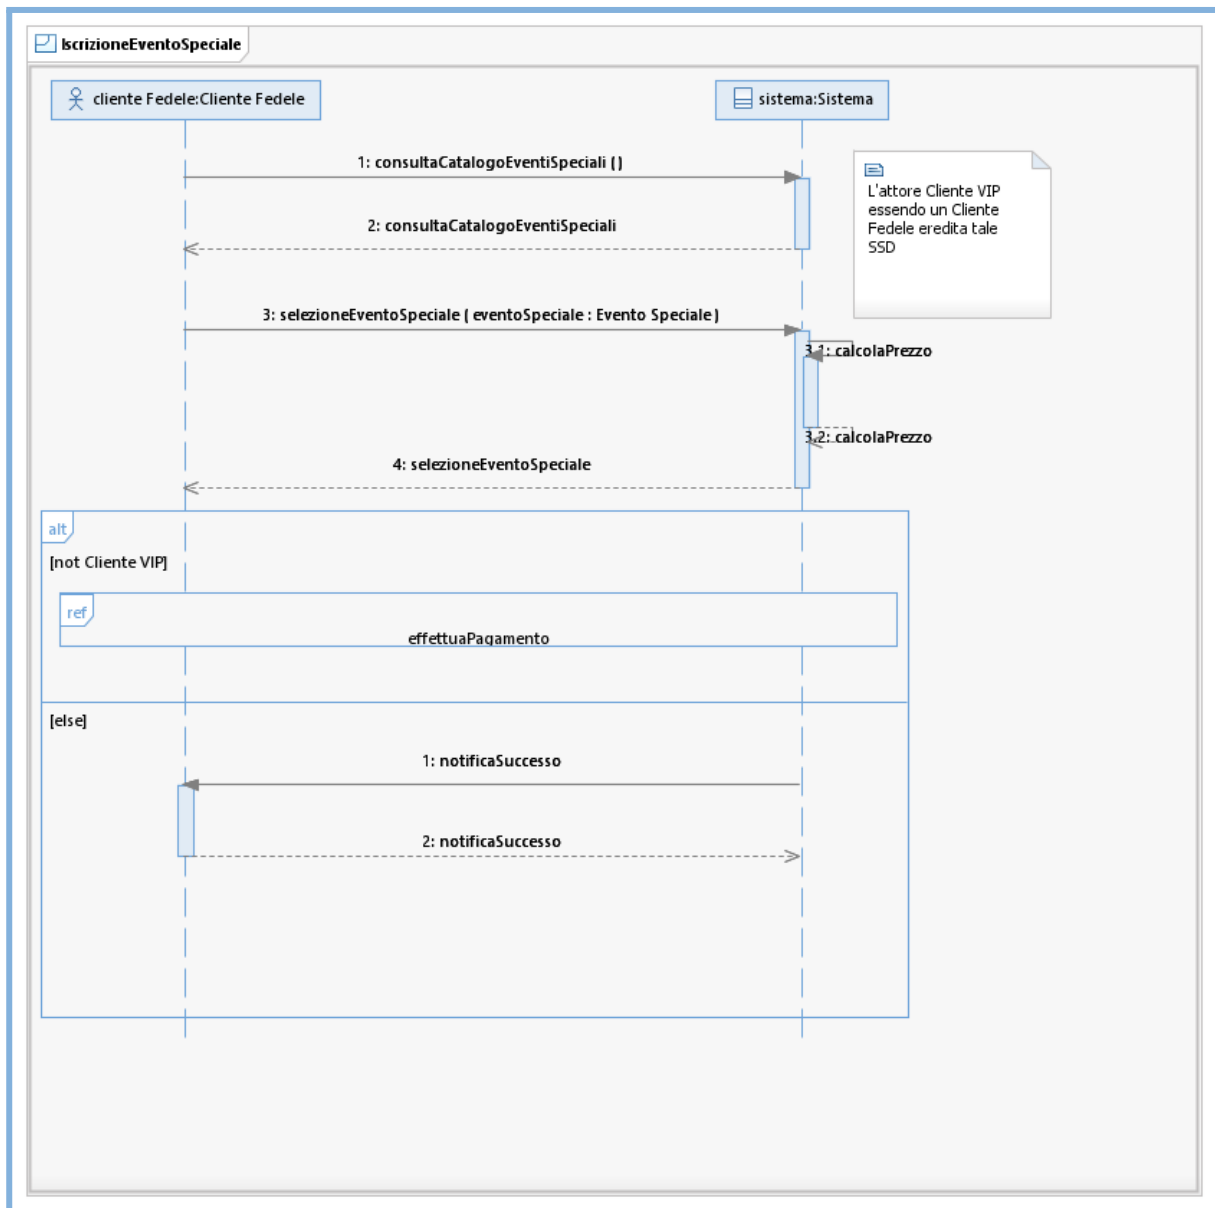 IscrizioneEventoSpeciale
cliente Fedele:Cliente Fedele
sistema:Sistema
1: consultaCatalogoEventiSpeciali ( )
L'attore Cliente VIP
essendo un Cliente
Fedele eredita tale
SSD
2: consultaCatalogoEventiSpeciali
3: selezioneEventoSpeciale ( eventoSpeciale : Evento Speciale )
3.1: calcolaPrezzo
3.2: calcolaPrezzo
4: selezioneEventoSpeciale
alt
[not Cliente VIP]
ref
effettuaPagamento
[else]
1: notificaSuccesso
2: notificaSuccesso